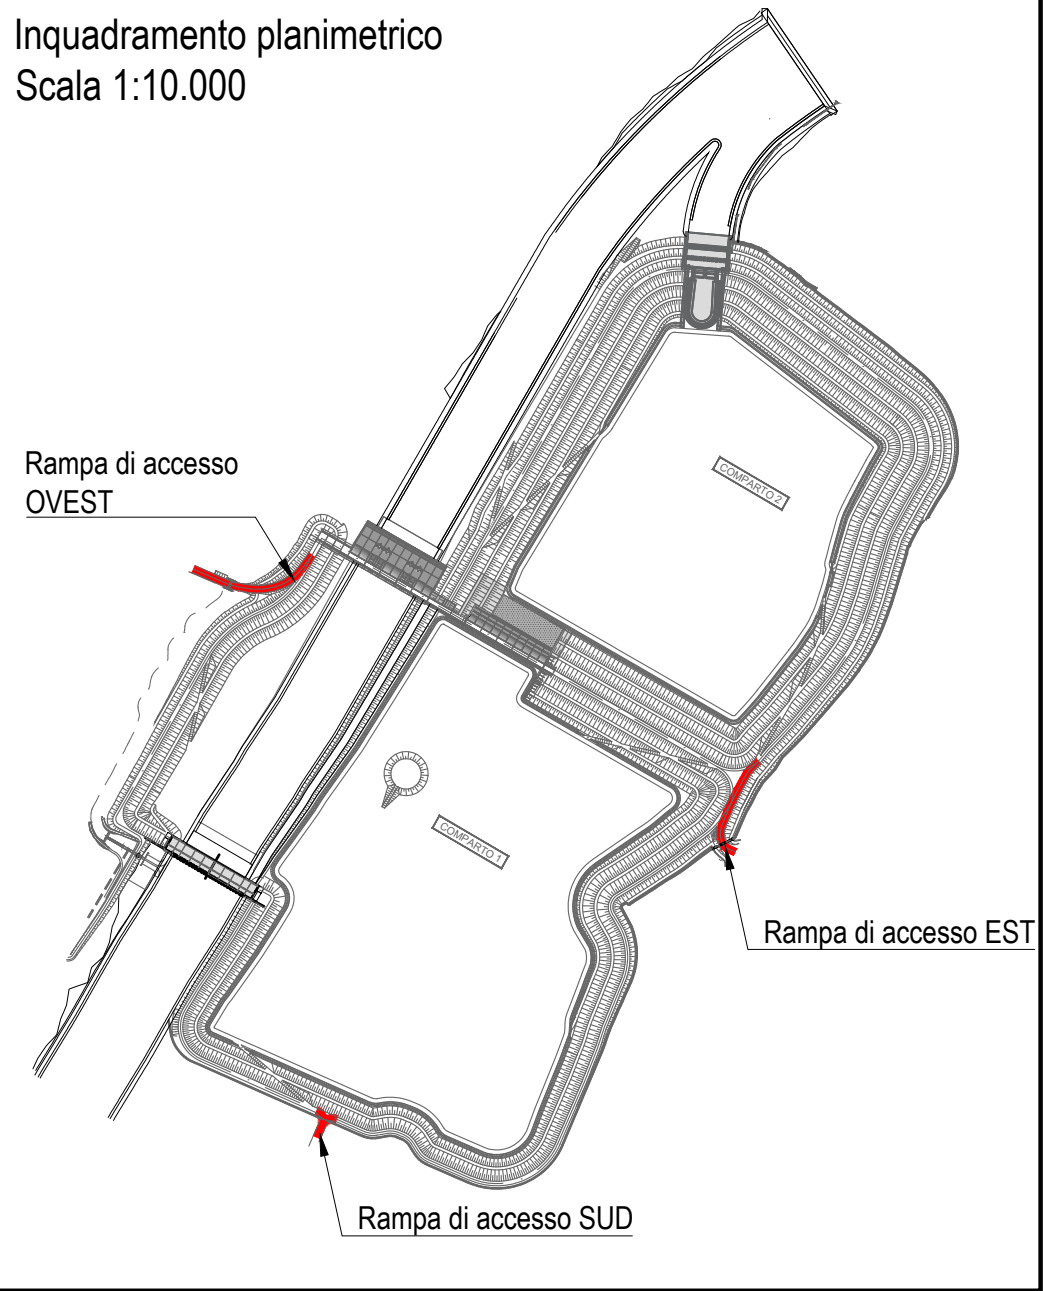 Inquadramento planimetrico
Scala 1:10.000
Rampa di accesso
OVEST
COMPARTO 2
COMPARTO 1
Rampa di accesso EST
Rampa di accesso SUD